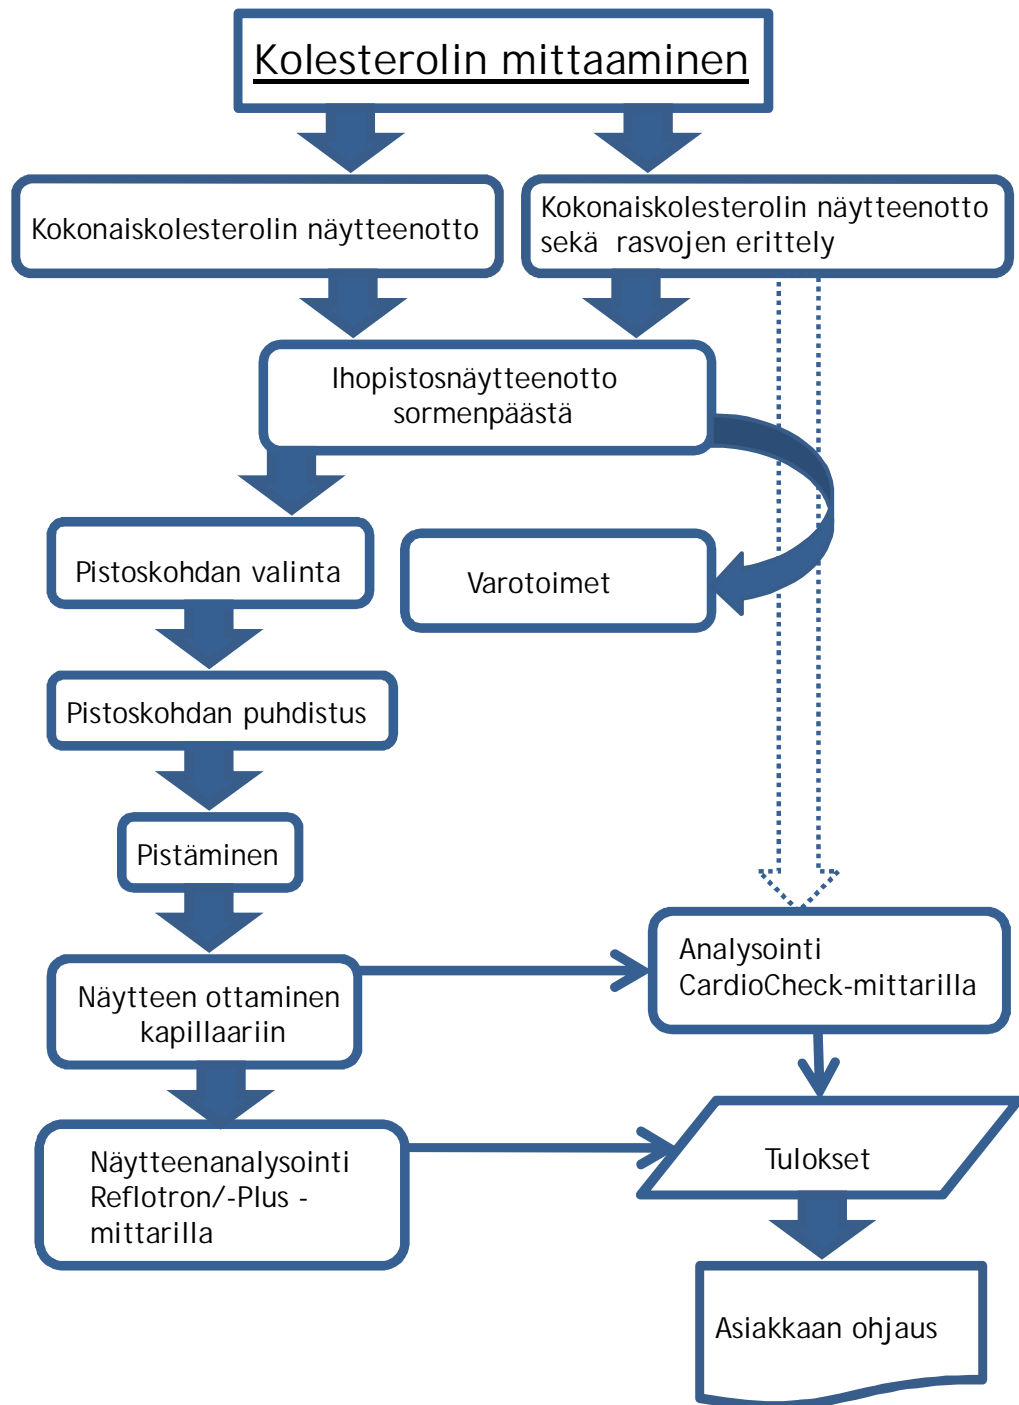 Kolesterolin mittaaminen
Kokonaiskolesterolin näytteenotto
Kokonaiskolesterolin näytteenotto
sekä rasvojen erittely
Ihopistosnäytteenotto
sormenpäästä
Pistoskohdan valinta
Varotoimet
Pistoskohdan puhdistus
Pistäminen
Näytteen ottaminen
kapillaariin
Analysointi
CardioCheck-mittarilla
Näytteenanalysointi
Reflotron/-Plus -
mittarilla
Tulokset
Asiakkaan ohjaus